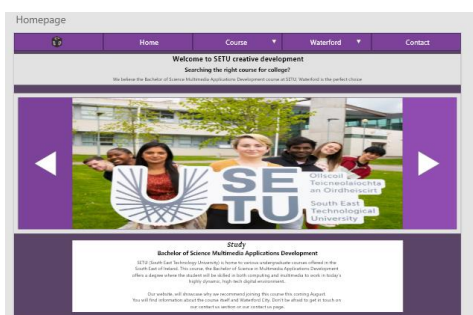 Homepage
Home Course Waterford Contact
Welcome to SETU creative development
Searching the right course for college?
We believe the Bachelor of Science Multimedia Applications Development course at SETU, Waterford is the perfect choice
SETU
Ollscoil
Teicneolaíochta
an Oirdheiscirt
South East
Technological
University
Study
Bachelor of Science Multimedia Applications Development
SETU (South East Technology University) is home to various undergraduate courses offered in the
South East of Ireland. This course, the Bachelor of Science in Multimedia Applications Development
offers a degree where the student will be skilled in both computing and multimedia to work in today's
highly dynamic, high tech digital environment.
Our website, will showcase why we recommend joining this course this coming August.
You will find information about the course itself and Waterford City. Don't be afraid to get in touch on
our contact us section or our contact us page.